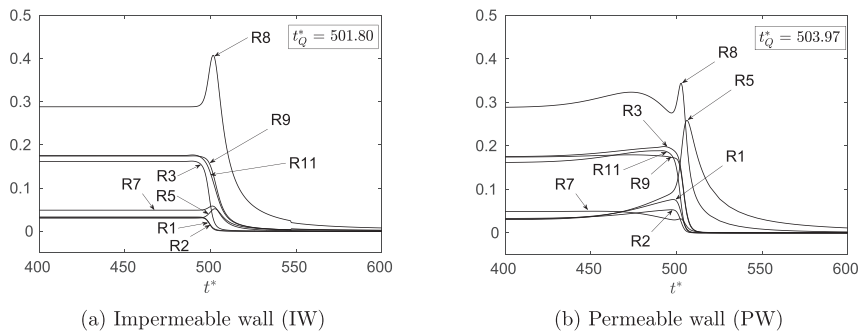 0.5
0.4
0.3
0.2
0.1
0
400
450
500
550
600
t*
t*Q = 501.80
R8
R9
R11
R3
R7
R5
R1
R2
(a) Impermeable wall (IW)
0.5
0.4
0.3
0.2
0.1
0
400
450
500
550
600
t*
t*Q = 503.97
R8
R5
R3
R1
R11
R9
R7
R2
(b) Permeable wall (PW)